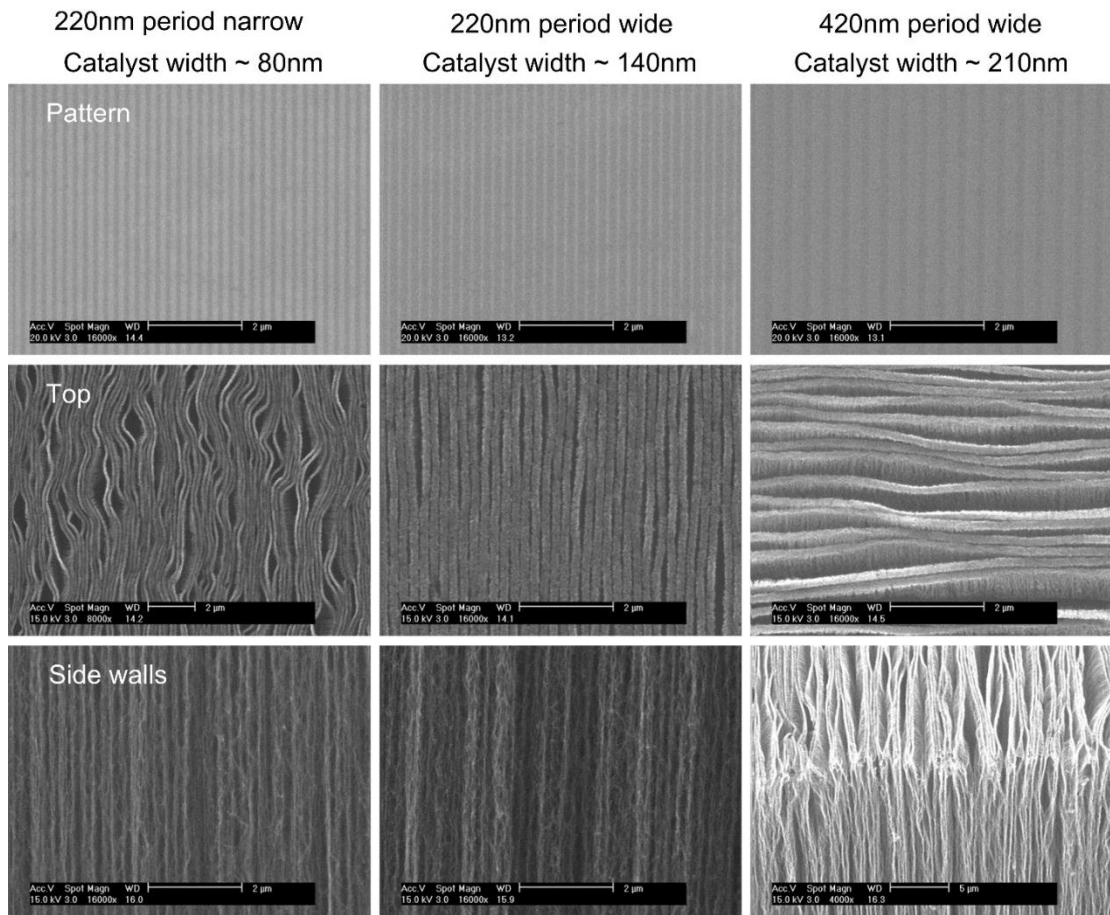 220nm period narrow
Catalyst width ~ 80nm
220nm period wide
Catalyst width ~ 140nm
420nm period wide
Catalyst width ~ 210nm
Pattern
Acc.V Spot Magn WD 2 µm
20.0 kV 3.0 16000x 14.4
Acc.V Spot Magn WD 2 µm
20.0 kV 3.0 16000x 13.2
Acc.V Spot Magn WD 2 µm
20.0 kV 3.0 16000x 13.1
Top
Acc.V Spot Magn WD 2 µm
15.0 kV 3.0 8000x 14.2
Acc.V Spot Magn WD 2 µm
15.0 kV 3.0 16000x 14.1
Acc.V Spot Magn WD 2 µm
15.0 kV 3.0 16000x 14.5
Side walls
Acc.V Spot Magn WD 2 µm
15.0 kV 3.0 16000x 16.0
Acc.V Spot Magn WD 2 µm
15.0 kV 3.0 16000x 15.9
Acc.V Spot Magn WD 5 µm
15.0 kV 3.0 4000x 16.3